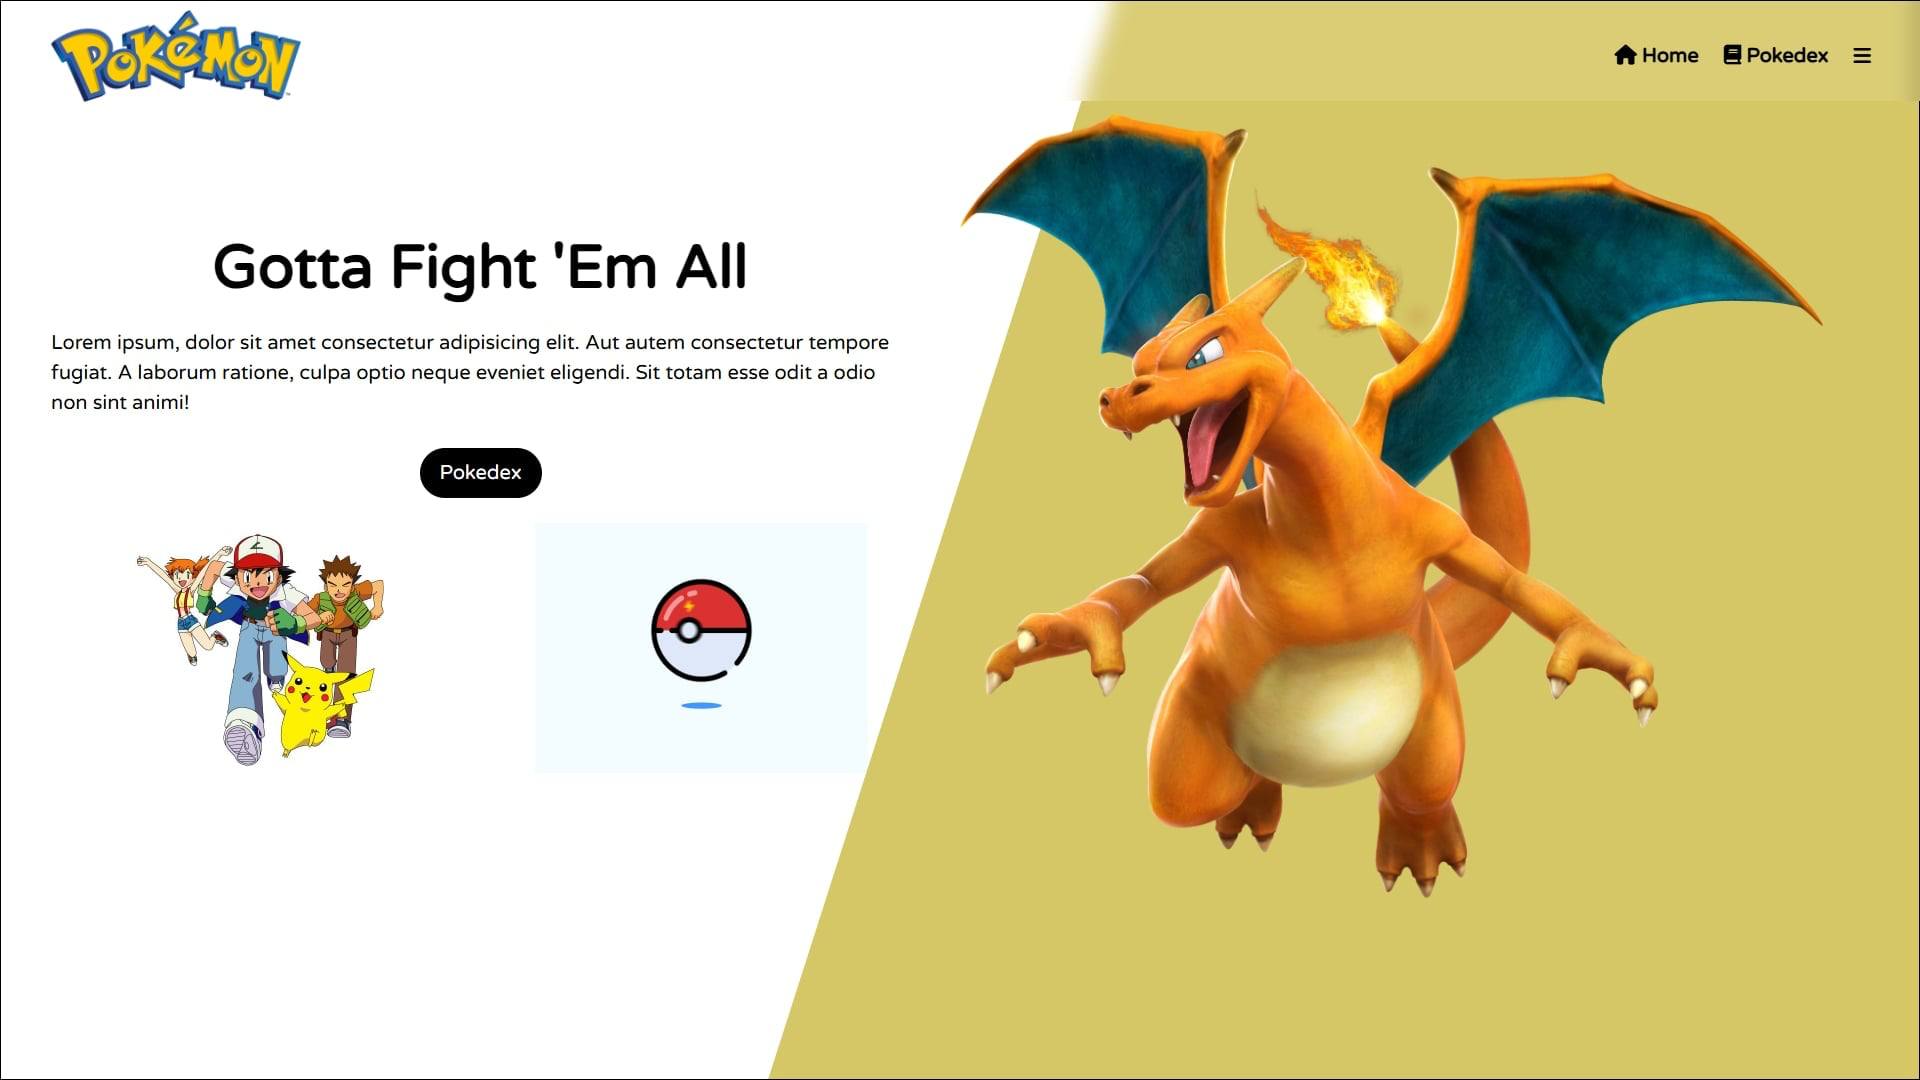 POKéMON
Home
Pokedex
Gotta Fight 'Em All
Lorem ipsum, dolor sit amet consectetur adipisicing elit. Aut autem consectetur tempore
fugiat. A laborum ratione, culpa optio neque eveniet eligendi. Sit totam esse odit a odio
non sint animi!
Pokedex